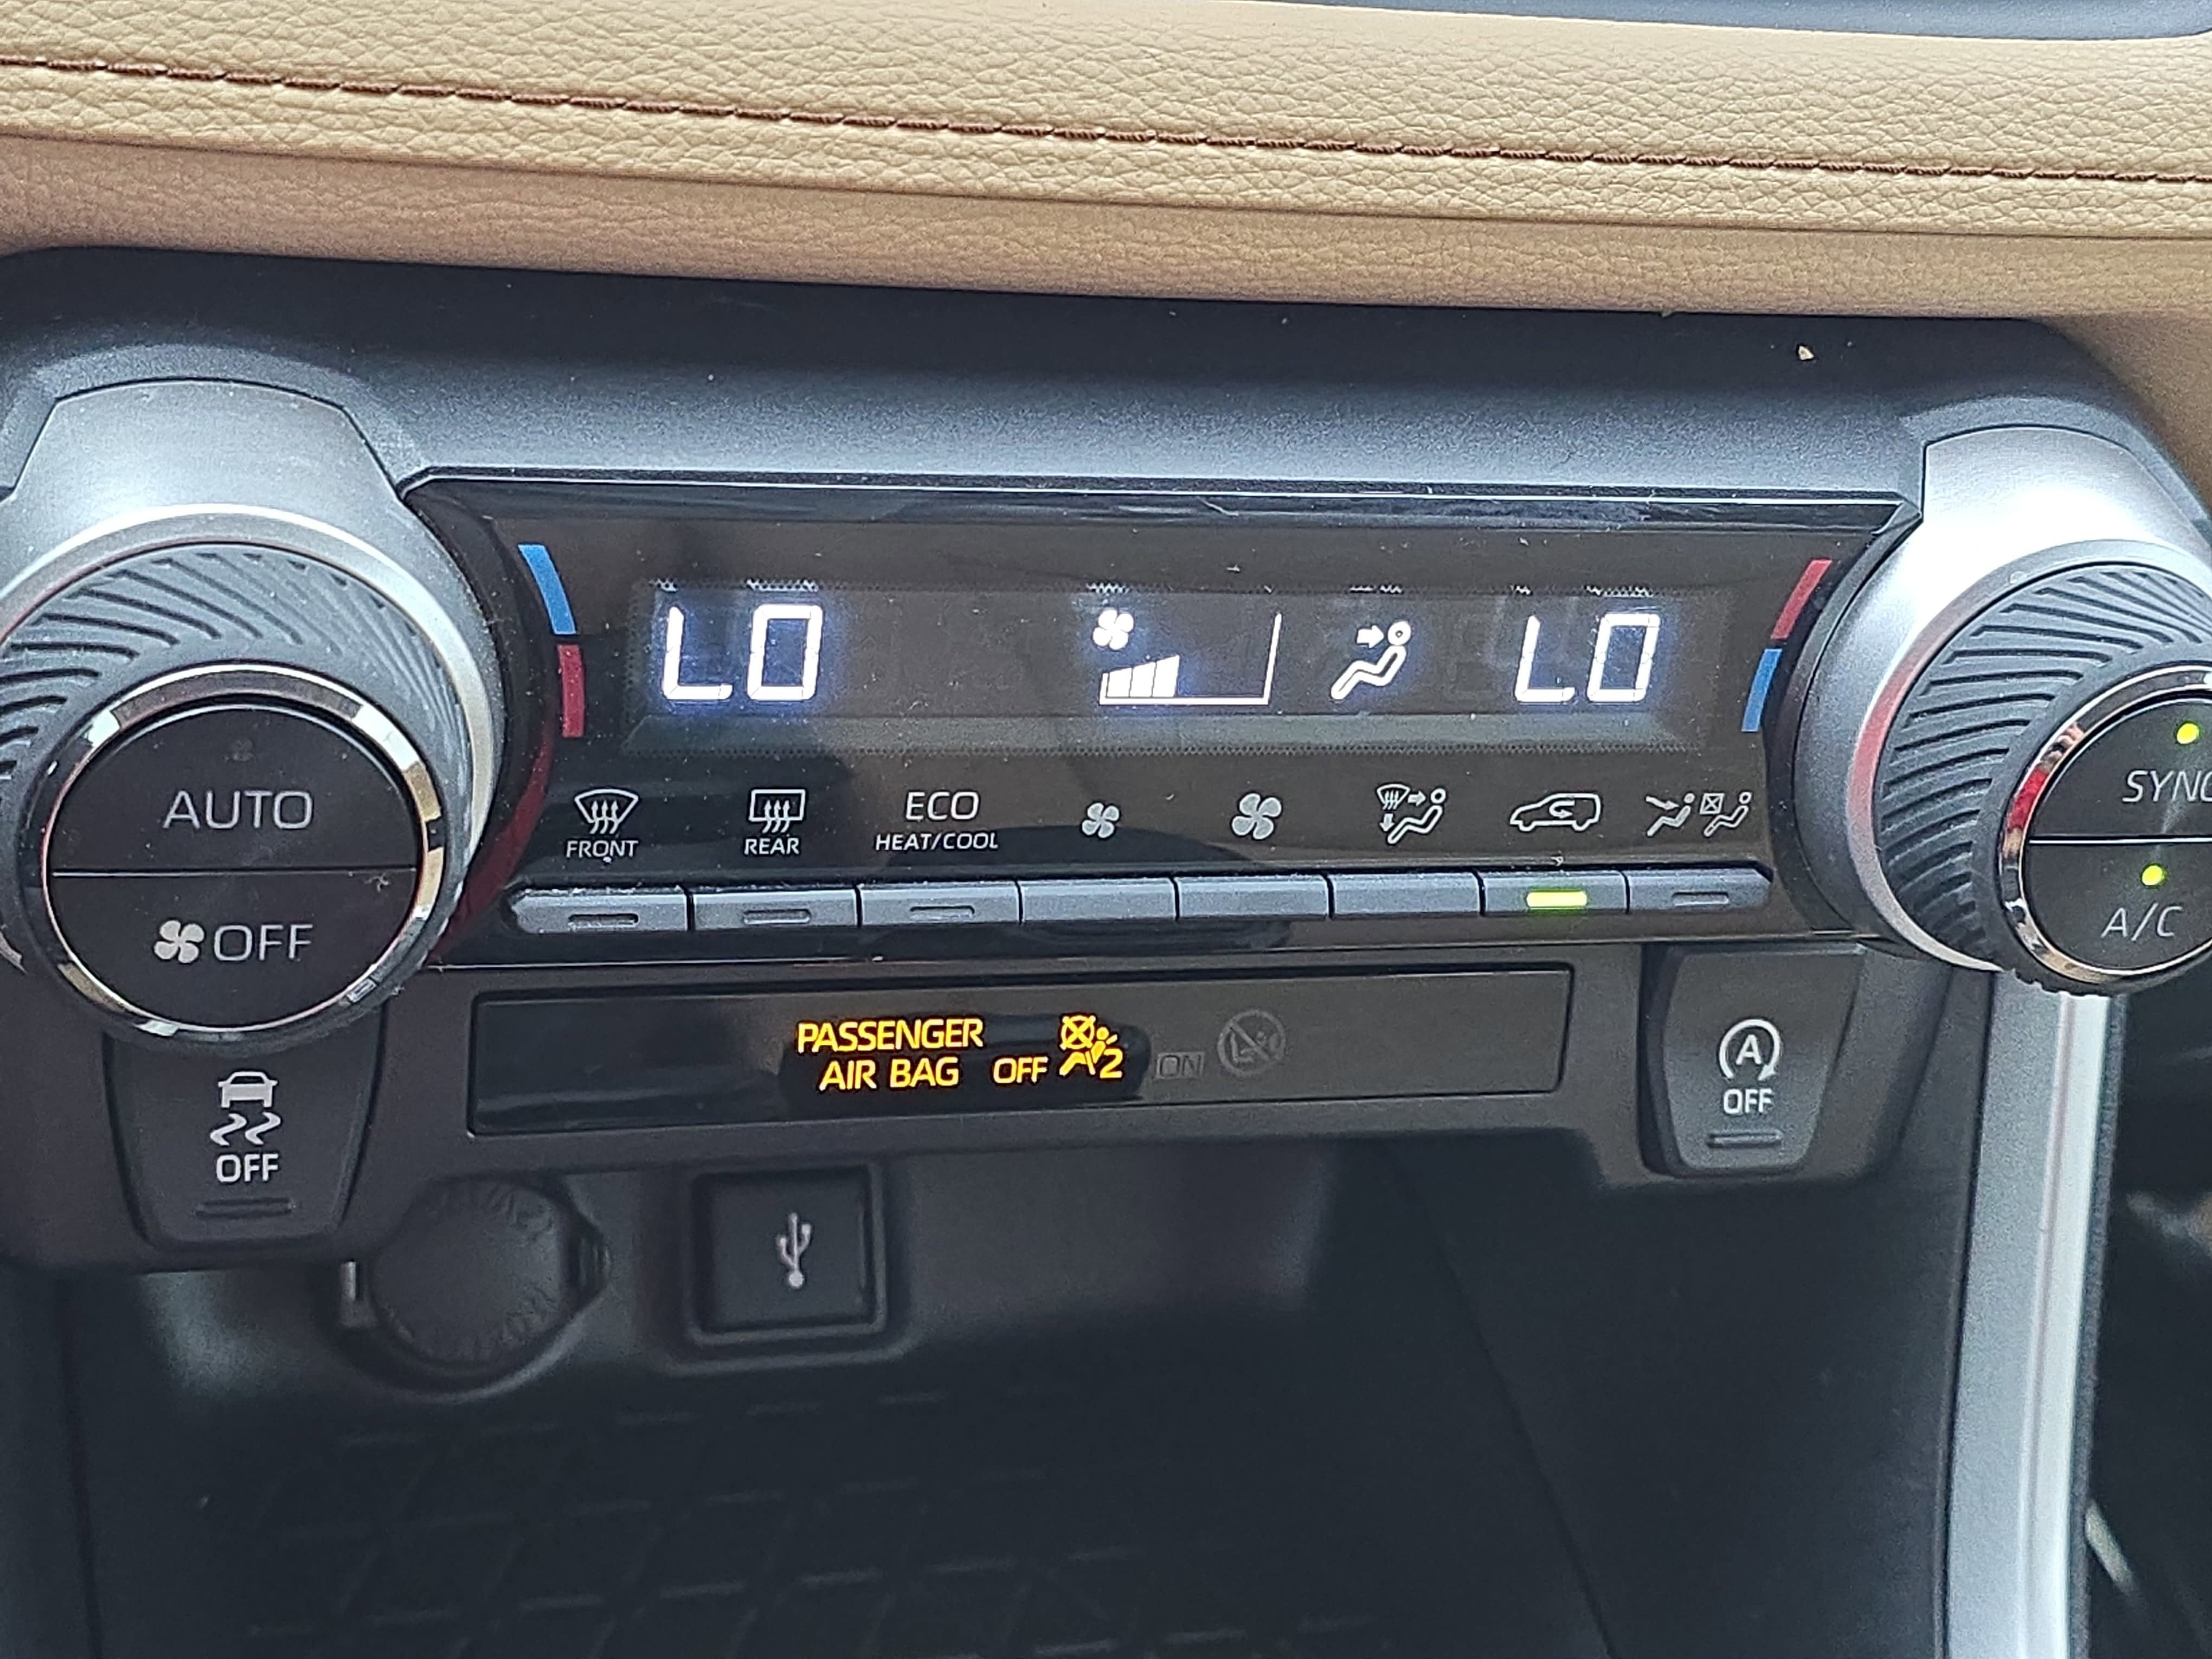 LO LO
FRONT
REAR
ECO
HEAT/COOL
AUTO
OFF
SYNC
A/C
PASSENGER
AIR BAG OFF 2 ON
OFF
A
OFF